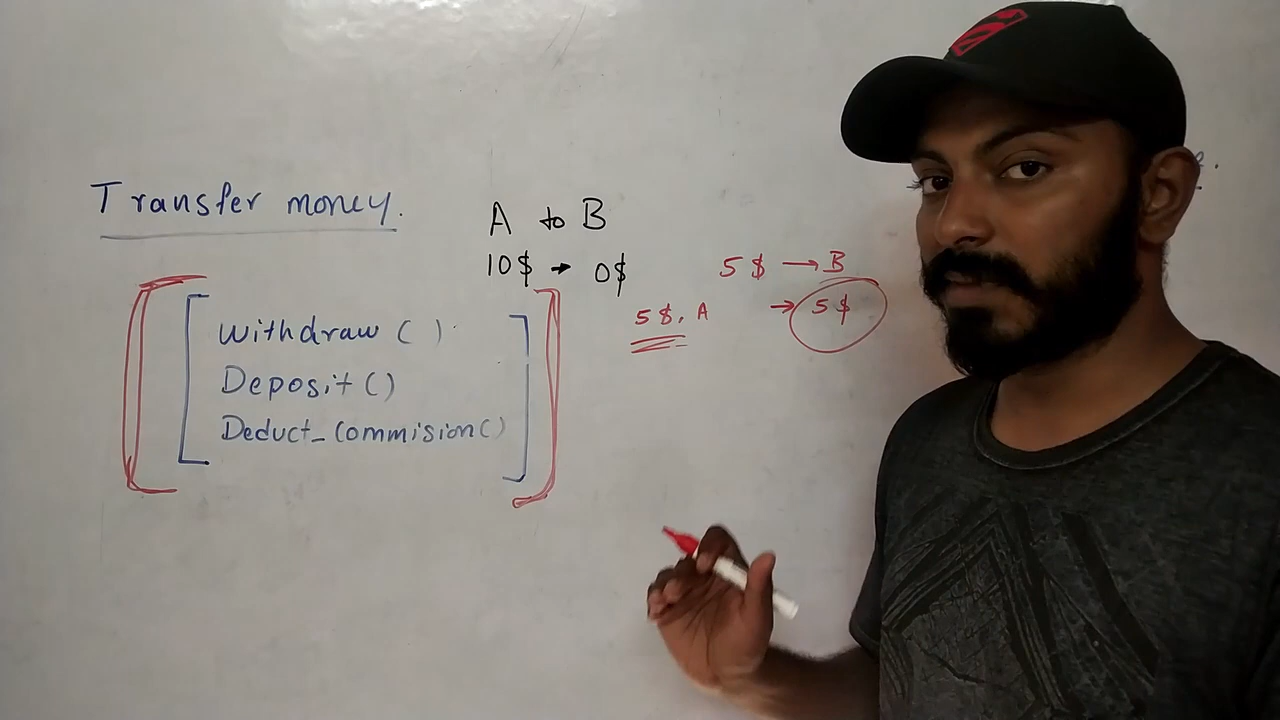 Transfer money.
A to B
10$ → 0$
5$ → B
→ 5$
5$, A
Withdraw ( )
Deposit ( )
Deduct_Commision ( )